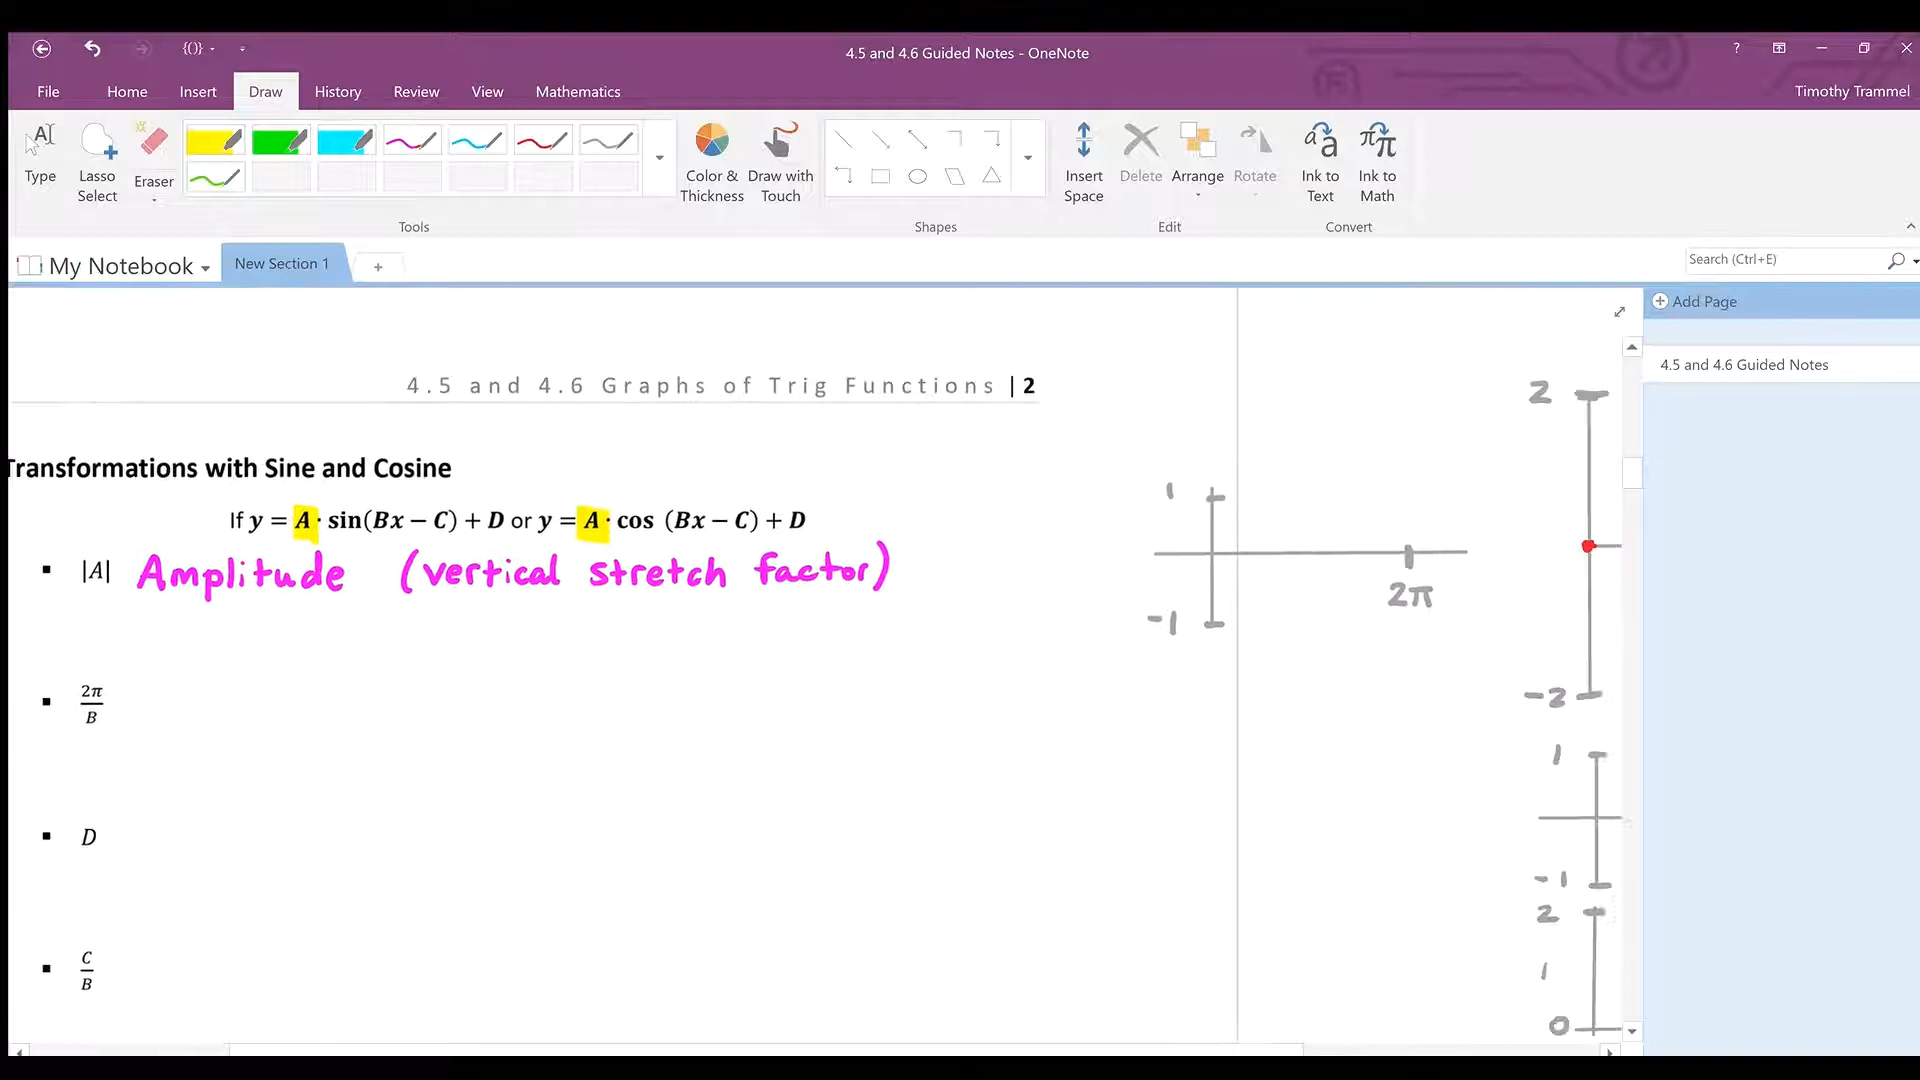 4.5 and 4.6 Guided Notes - OneNote
?
File Home Insert Draw History Review View Mathematics
Timothy Trammel
Type
Lasso Select
Eraser
Color & Thickness
Draw with Touch
Insert Space
Delete
Arrange
Rotate
Ink to Text
Ink to Math
Tools
Shapes
Edit
Convert
My Notebook
New Section 1
Search (Ctrl+E)
Add Page
4.5 and 4.6 Guided Notes
4.5 and 4.6 Graphs of Trig Functions | 2
Transformations with Sine and Cosine
If y = A · sin(Bx − C) + D or y = A · cos (Bx − C) + D
▪ |A| Amplitude (vertical stretch factor)
▪ 2π/B
▪ D
▪ C/B
1
-1
2π
2
-2
1
-1
2
1
0